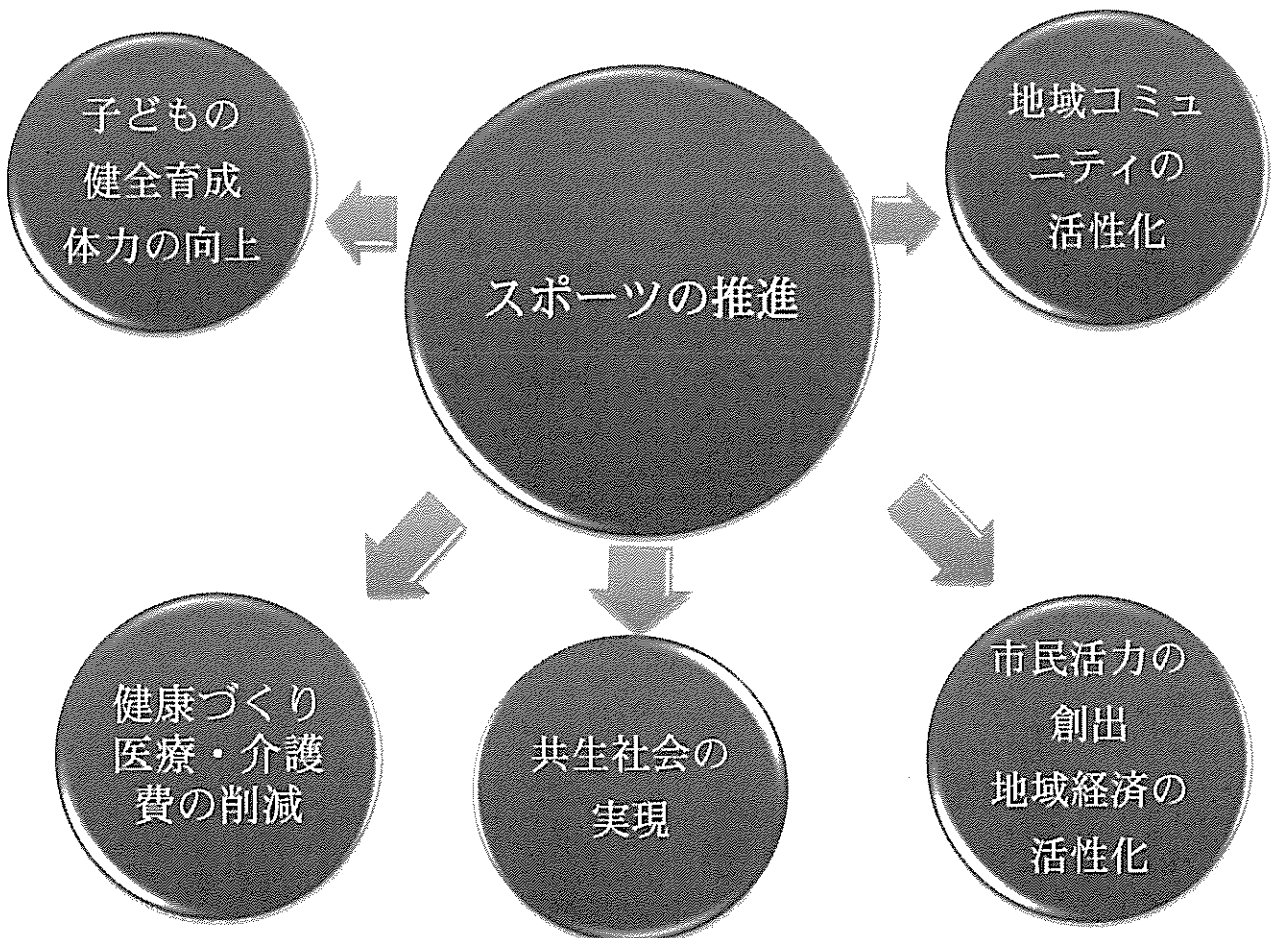 子どもの
健全育成
体力の向上
スポーツの推進
地域コミュ
ニティの
活性化
健康づくり
医療・介護
費の削減
共生社会の
実現
市民活力の
創出
地域経済の
活性化